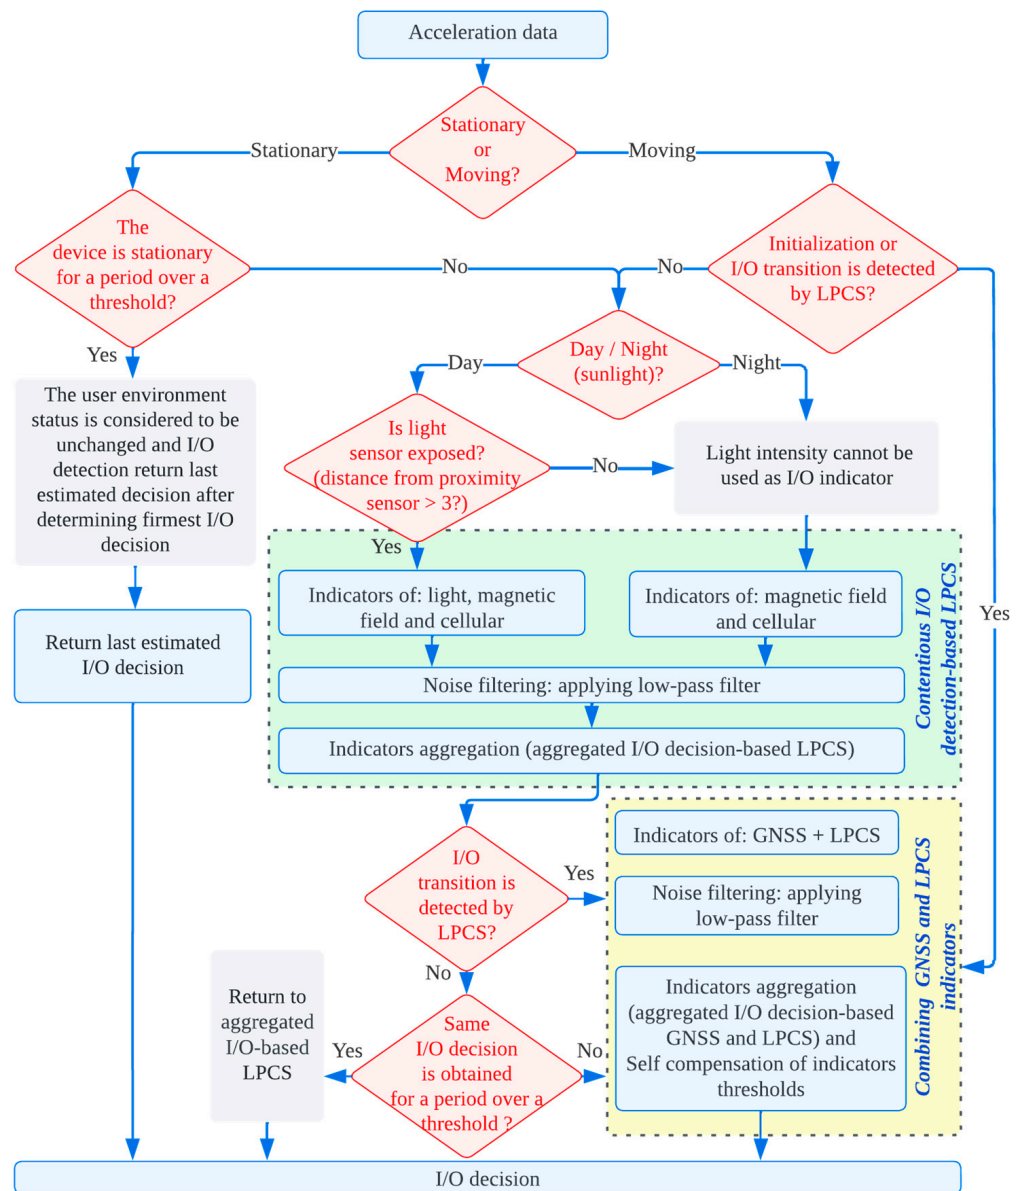 Acceleration data
Stationary
or
Moving?
Stationary
Moving
The
device is stationary
for a period over a
threshold?
No
No
Initialization or
I/O transition is detected
by LPCS?
Yes
Day / Night
(sunlight)?
Day
Night
The user environment
status is considered to be
unchanged and I/O
detection return last
estimated decision after
determining firmest I/O
decision
Is light
sensor exposed?
(distance from proximity
sensor > 3?)
No
Light intensity cannot be
used as I/O indicator
Yes
Indicators of: light, magnetic
field and cellular
Indicators of: magnetic field
and cellular
Contentious I/O
detection-based LPCS
Yes
Return last estimated
I/O decision
Noise filtering: applying low-pass filter
Indicators aggregation (aggregated I/O decision-based LPCS)
Indicators of: GNSS + LPCS
I/O
transition is
detected by
LPCS?
Yes
Noise filtering: applying
low-pass filter
Combining GNSS and LPCS
indicators
No
Return to
aggregated
I/O-based
LPCS
Yes
Same
I/O decision
is obtained
for a period over a
threshold ?
No
Indicators aggregation
(aggregated I/O decision-based
GNSS and LPCS) and
Self compensation of indicators
thresholds
I/O decision